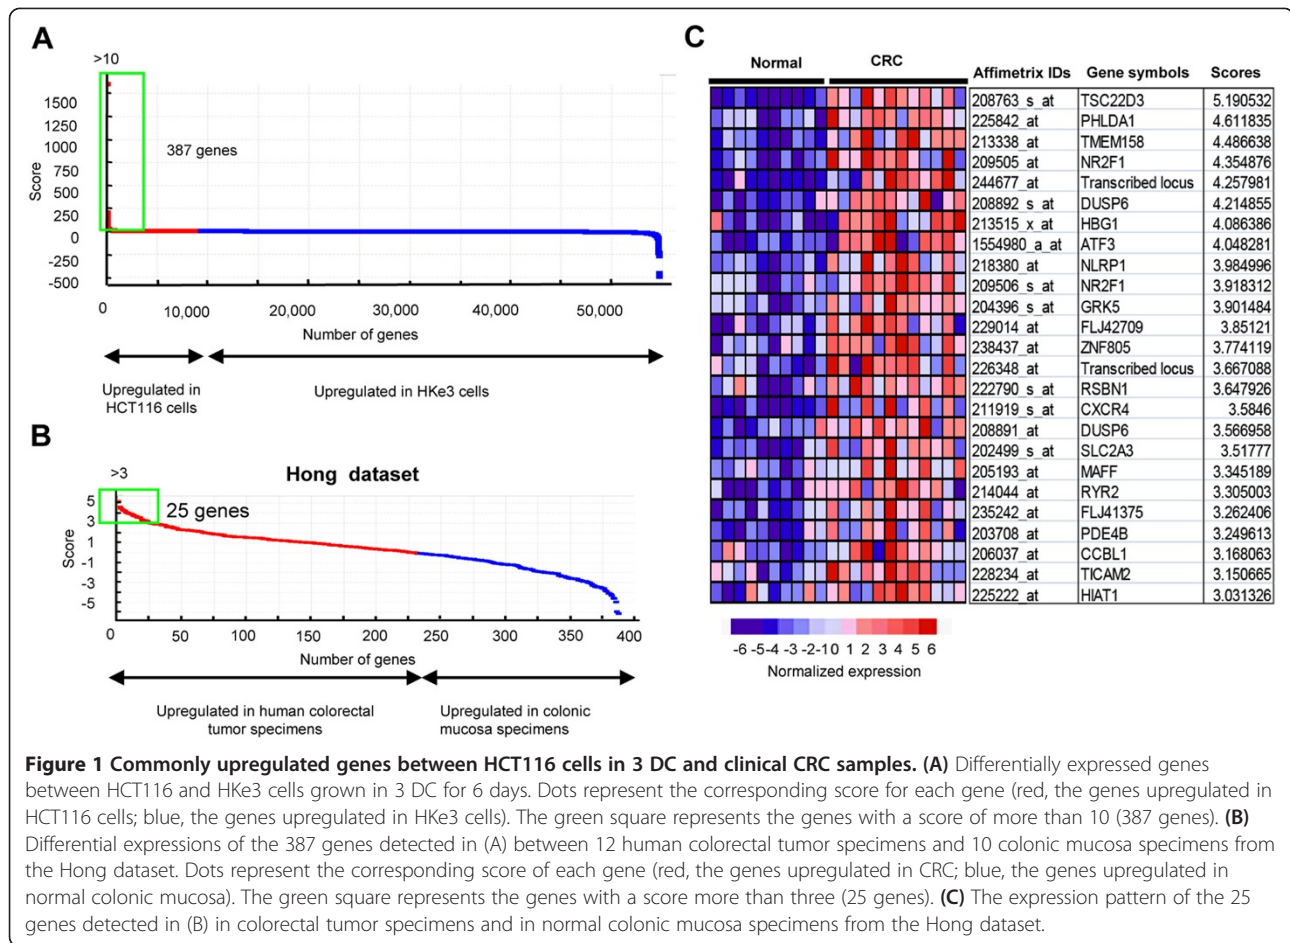 A
>10
1500
1250
1000
750
500
250
0
-250
-500
Score
387 genes
0 10,000 20,000 30,000 40,000 50,000
Number of genes
Upregulated in
HCT116 cells
Upregulated in HKe3 cells
B
>3
Hong dataset
25 genes
5
3
1
-1
-3
-5
Score
0 50 100 150 200 250 300 350 400
Number of genes
Upregulated in human colorectal
tumor specimens
Upregulated in colonic
mucosa specimens
C
Normal CRC
Affimetrix IDs Gene symbols Scores
208763_s_at TSC22D3 5.190532
225842_at PHLDA1 4.611835
213338_at TMEM158 4.486638
209505_at NR2F1 4.354876
244677_at Transcribed locus 4.257981
208892_s_at DUSP6 4.214855
213515_x_at HBG1 4.086386
1554980_a_at ATF3 4.048281
218380_at NLRP1 3.984996
209506_s_at NR2F1 3.918312
204396_s_at GRK5 3.901484
229014_at FLJ42709 3.85121
238437_at ZNF805 3.774119
226348_at Transcribed locus 3.667088
222790_s_at RSBN1 3.647926
211919_s_at CXCR4 3.5846
208891_at DUSP6 3.566958
202499_s_at SLC2A3 3.51777
205193_at MAFF 3.345189
214044_at RYR2 3.305003
235242_at FLJ41375 3.262406
203708_at PDE4B 3.249613
206037_at CCBL1 3.168063
228234_at TICAM2 3.150665
225222_at HIAT1 3.031326
-6 -5-4 -3 -2-1 0 1 2 3 4 5 6
Normalized expression
Figure 1 Commonly upregulated genes between HCT116 cells in 3 DC and clinical CRC samples. (A) Differentially expressed genes
between HCT116 and HKe3 cells grown in 3 DC for 6 days. Dots represent the corresponding score for each gene (red, the genes upregulated in
HCT116 cells; blue, the genes upregulated in HKe3 cells). The green square represents the genes with a score of more than 10 (387 genes). (B)
Differential expressions of the 387 genes detected in (A) between 12 human colorectal tumor specimens and 10 colonic mucosa specimens from
the Hong dataset. Dots represent the corresponding score of each gene (red, the genes upregulated in CRC; blue, the genes upregulated in
normal colonic mucosa). The green square represents the genes with a score more than three (25 genes). (C) The expression pattern of the 25
genes detected in (B) in colorectal tumor specimens and in normal colonic mucosa specimens from the Hong dataset.